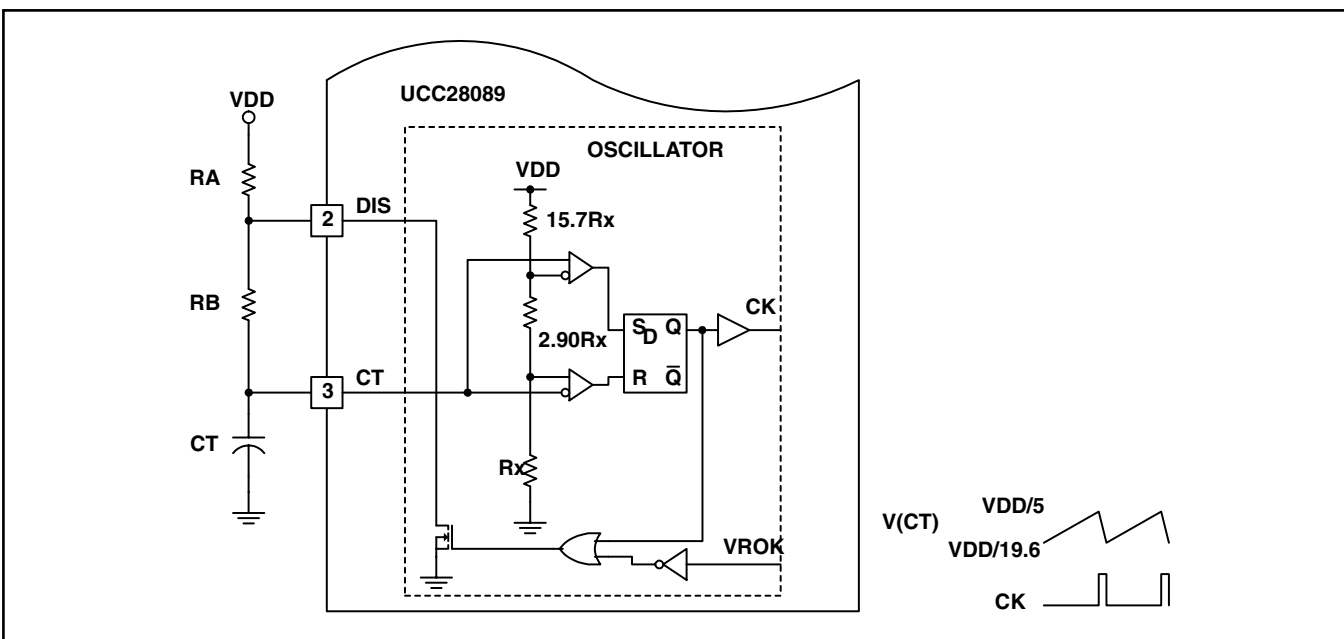 UCC28089
VDD
OSCILLATOR
VDD
RA
15.7Rx
2
DIS
RB
CK
S_D Q
2.90Rx
3
CT
R Q̅
CT
Rx
VROK
V(CT)
VDD/5
VDD/19.6
CK